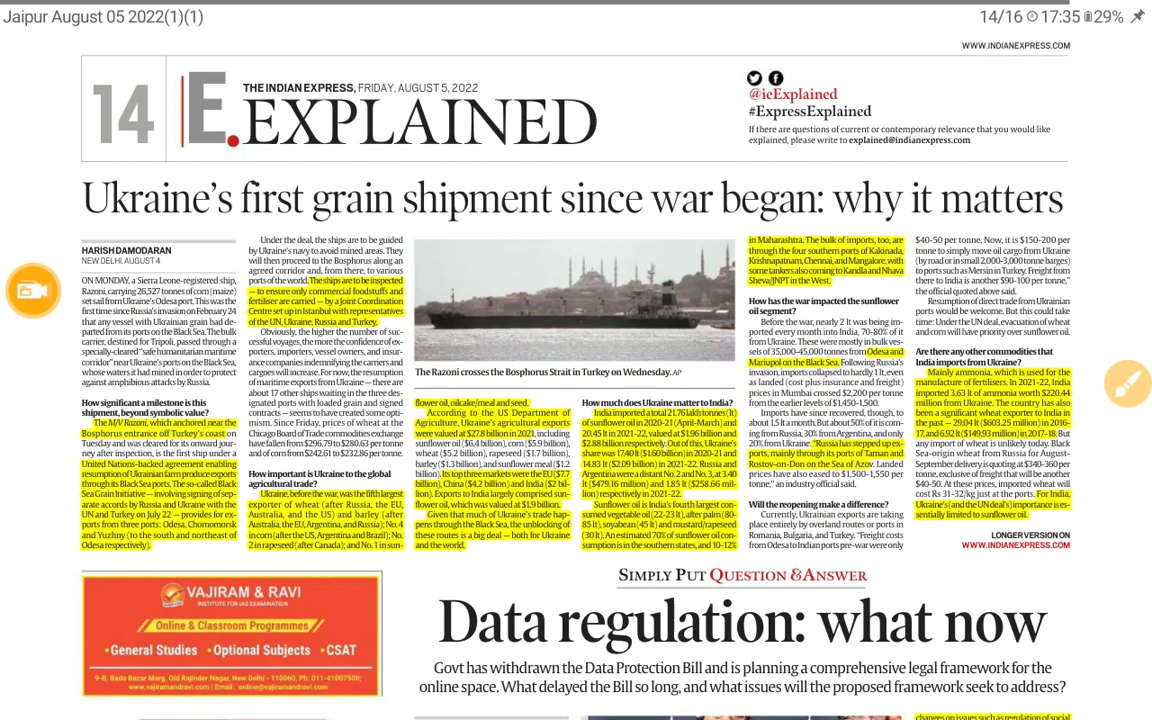 Jaipur August 05 2022(1)(1)
14/16 17:35 29%
WWW.INDIANEXPRESS.COM
14
E.EXPLAINED
THE INDIAN EXPRESS, FRIDAY, AUGUST 5, 2022
@ieExplained
#ExpressExplained
If there are questions of current or contemporary relevance that you would like
explained, please write to explained@indianexpress.com
Ukraine's first grain shipment since war began: why it matters
HARISH DAMODARAN
NEW DELHI, AUGUST 4
ON MONDAY, a Sierra Leone-registered ship,
Razoni, carrying 26,527 tonnes of corn (maize)
set sail from Ukraine's Odesa port. This was the
first time since Russia's invasion on February 24
that any vessel with Ukrainian grain had de-
parted from its ports on the Black Sea. The bulk
carrier, destined for Tripoli, passed through a
specially-cleared "safe humanitarian maritime
corridor" near Ukraine's ports on the Black Sea,
whose waters it had mined in order to protect
against amphibious attacks by Russia.
How significant a milestone is this
shipment, beyond symbolic value?
The M/V Razoni, which anchored near the
Bosphorus entrance off Turkey's coast on
Tuesday and was cleared for its onward jour-
ney after inspection, is the first ship under a
United Nations-backed agreement enabling
resumption of Ukrainian farm produce exports
through its Black Sea ports. The so-called Black
Sea Grain Initiative — involving signing of sep-
arate accords by Russia and Ukraine with the
UN and Turkey on July 22 — provides for ex-
ports from three ports: Odesa, Chornomorsk
and Yuzhny (to the south and northeast of
Odesa respectively).
Under the deal, the ships are to be guided
by Ukraine's navy to avoid mined areas. They
will then proceed to the Bosphorus along an
agreed corridor and, from there, to various
ports of the world. The ships are to be inspected
— to ensure only commercial foodstuffs and
fertiliser are carried — by a Joint Coordination
Centre set up in Istanbul with representatives
of the UN, Ukraine, Russia and Turkey.
Obviously, the higher the number of suc-
cessful voyages, the more the confidence of ex-
porters, importers, vessel owners, and insur-
ance companies indemnifying the carriers and
cargoes will increase. For now, the resumption
of maritime exports from Ukraine — there are
about 17 other ships waiting in the three des-
ignated ports with loaded grain and signed
contracts — seems to have created some opti-
mism. Since Friday, prices of wheat at the
Chicago Board of Trade commodities exchange
have fallen from $296.79 to $280.63 per tonne
and of corn from $242.61 to $232.86 per tonne.
How important is Ukraine to the global
agricultural trade?
Ukraine, before the war, was the fifth largest
exporter of wheat (after Russia, the EU,
Australia, and the US) and barley (after
Australia, the EU, Argentina, and Russia); No. 4
in corn (after the US, Argentina and Brazil); No.
2 in rapeseed (after Canada); and No. 1 in sun-
The Razoni crosses the Bosphorus Strait in Turkey on Wednesday. AP
flower oil, oilcake/meal and seed.
According to the US Department of
Agriculture, Ukraine's agricultural exports
were valued at $27.8 billion in 2021, including
sunflower oil ($6.4 billion), corn ($5.9 billion),
wheat ($5.2 billion), rapeseed ($1.7 billion),
barley ($1.3 billion), and sunflower meal ($1.2
billion). Its top three markets were the EU ($7.7
billion), China ($4.2 billion) and India ($2 bil-
lion). Exports to India largely comprised sun-
flower oil, which was valued at $1.9 billion.
Given that much of Ukraine's trade hap-
pens through the Black Sea, the unblocking of
these routes is a big deal — both for Ukraine
and the world.
How much does Ukraine matter to India?
India imported a total 21.76 lakh tonnes (lt)
of sunflower oil in 2020-21 (April-March) and
20.45 lt in 2021-22, valued at $1.96 billion and
$2.88 billion respectively. Out of this, Ukraine's
share was 17.40 lt ($1.60 billion) in 2020-21 and
14.83 lt ($2.09 billion) in 2021-22. Russia and
Argentina were a distant No. 2 and No. 3, at 3.40
lt ($479.16 million) and 1.85 lt ($258.66 mil-
lion) respectively in 2021-22.
Sunflower oil is India's fourth largest con-
sumed vegetable oil (22-23 lt), after palm (80-
85 lt), soyabean (45 lt) and mustard/rapeseed
(30 lt). An estimated 70% of sunflower oil con-
sumption is in the southern states, and 10-12%
in Maharashtra. The bulk of imports, too, are
through the four southern ports of Kakinada,
Krishnapatnam, Chennai, and Mangalore, with
some tankers also coming to Kandla and Nhava
Sheva/JNPT in the West.
How has the war impacted the sunflower
oil segment?
Before the war, nearly 2 lt was being im-
ported every month into India, 70-80% of it
from Ukraine. These were mostly in bulk ves-
sels of 35,000-45,000 tonnes from Odesa and
Mariupol on the Black Sea. Following Russia's
invasion, imports collapsed to hardly 1 lt, even
as landed (cost plus insurance and freight)
prices in Mumbai crossed $2,200 per tonne
from the earlier levels of $1,450-1,500.
Imports have since recovered, though, to
about 1.5 lt a month. But about 50% of it is com-
ing from Russia, 30% from Argentina, and only
20% from Ukraine. "Russia has stepped up ex-
ports, mainly through its ports of Taman and
Rostov-on-Don on the Sea of Azov. Landed
prices have also eased to $1,500-1,550 per
tonne," an industry official said.
Will the reopening make a difference?
Currently, Ukrainian exports are taking
place entirely by overland routes or ports in
Romania, Bulgaria, and Turkey. "Freight costs
from Odesa to Indian ports pre-war were only
$40-50 per tonne. Now, it is $150-200 per
tonne to simply move oil cargo from Ukraine
(by road or in small 2,000-3,000 tonne barges)
to ports such as Mersin in Turkey. Freight from
there to India is another $90-100 per tonne,"
the official quoted above said.
Resumption of direct trade from Ukrainian
ports would be welcome. But this could take
time: Under the UN deal, evacuation of wheat
and corn will have priority over sunflower oil.
Are there any other commodities that
India imports from Ukraine?
Mainly ammonia, which is used for the
manufacture of fertilisers. In 2021-22, India
imported 3.63 lt of ammonia worth $220.44
million from Ukraine. The country has also
been a significant wheat exporter to India in
the past — 29.04 lt ($603.25 million) in 2016-
17, and 6.92 lt ($149.93 million) in 2017-18. But
any import of wheat is unlikely today. Black
Sea-origin wheat from Russia for August-
September delivery is quoting at $340-360 per
tonne, exclusive of freight that will be another
$40-50. At these prices, imported wheat will
cost Rs 31-32/kg just at the ports. For India,
Ukraine's (and the UN deal's) importance is es-
sentially limited to sunflower oil.
LONGER VERSION ON
WWW.INDIANEXPRESS.COM
VAJIRAM & RAVI
INSTITUTE FOR IAS EXAMINATION
Online & Classroom Programmes
•General Studies •Optional Subjects •CSAT
9-B, Bada Bazar Marg, Old Rajinder Nagar, New Delhi - 110060, Ph: 011-41007500;
www.vajiramandravi.com | Email: online@vajiramandravi.com
SIMPLY PUT QUESTION & ANSWER
Data regulation: what now
Govt has withdrawn the Data Protection Bill and is planning a comprehensive legal framework for the
online space. What delayed the Bill so long, and what issues will the proposed framework seek to address?
changes on issues such as regulation of social